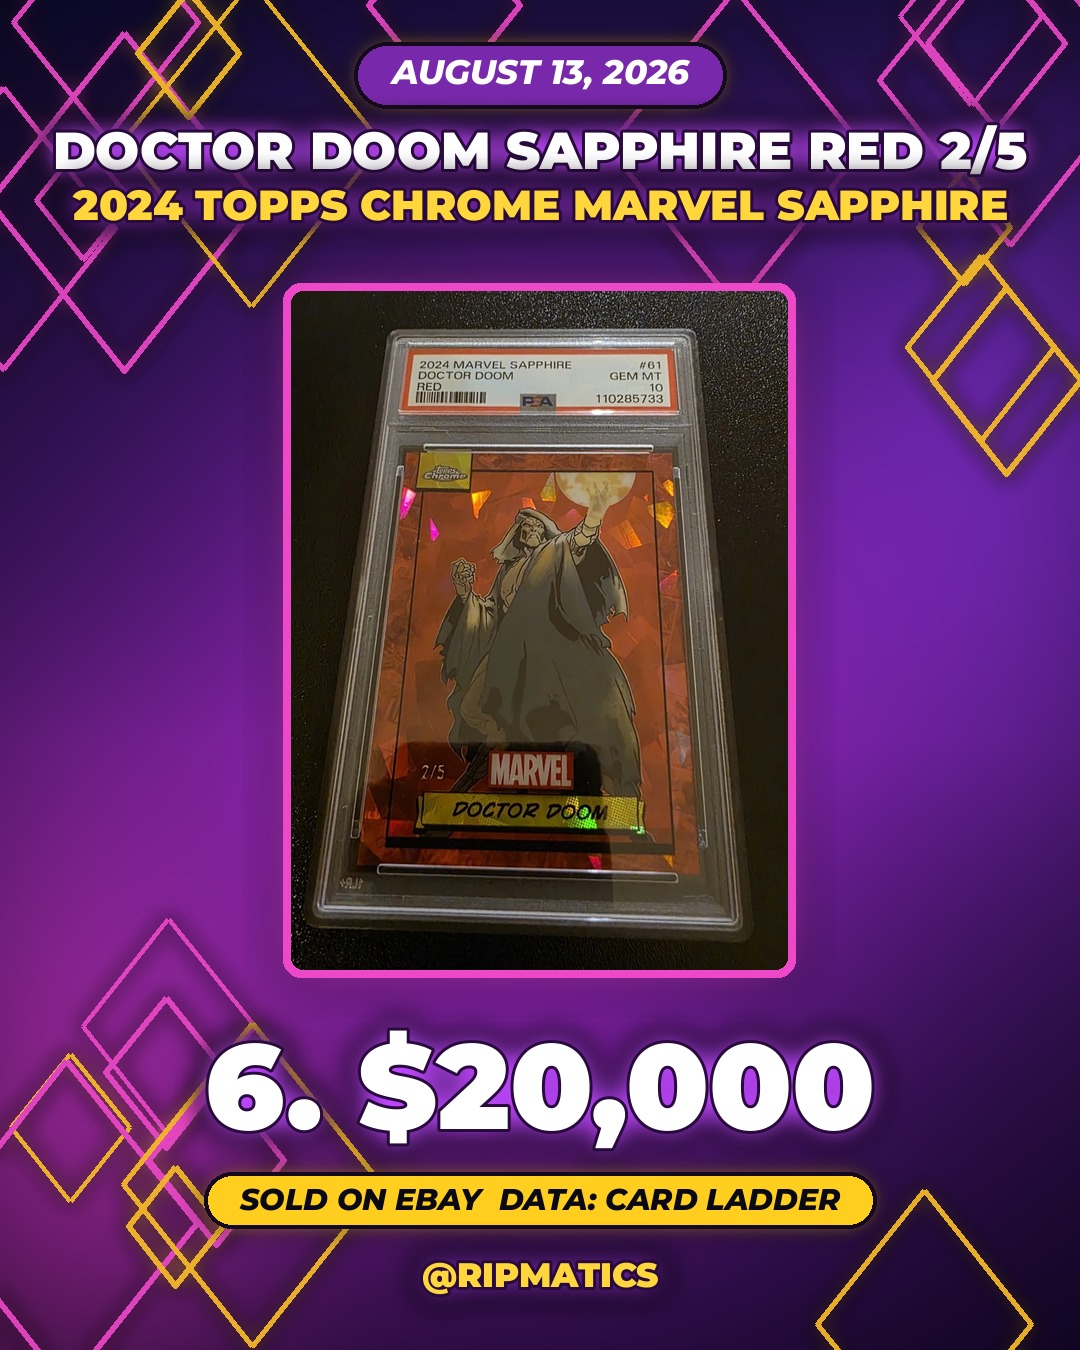 AUGUST 13, 2026
DOCTOR DOOM SAPPHIRE RED 2/5
2024 TOPPS CHROME MARVEL SAPPHIRE
2024 MARVEL SAPPHIRE #61
DOCTOR DOOM GEM MT
RED 10
PSA 110285733
Topps Chrome
2/5
MARVEL
DOCTOR DOOM
6. $20,000
SOLD ON EBAY DATA: CARD LADDER
@RIPMATICS